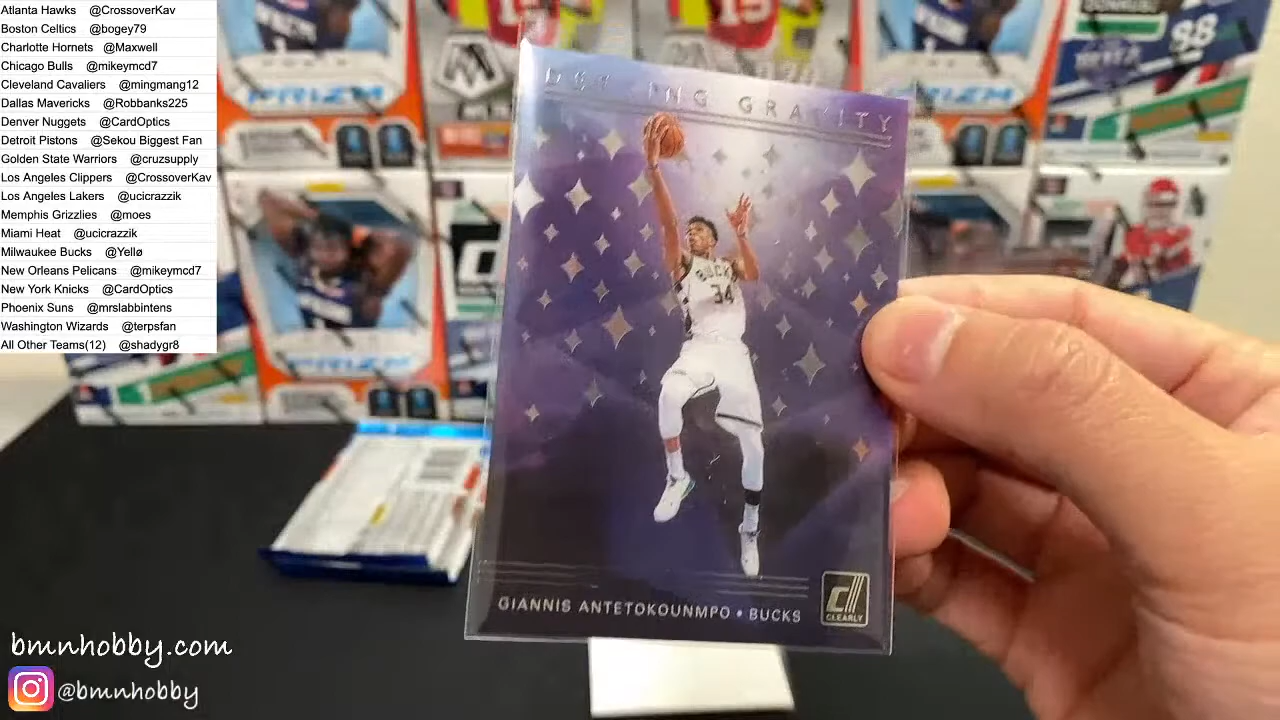 Atlanta Hawks @CrossoverKav
Boston Celtics @bogey79
Charlotte Hornets @Maxwell
Chicago Bulls @mikeymcd7
Cleveland Cavaliers @mingmang12
Dallas Mavericks @Robbanks225
Denver Nuggets @CardOptics
Detroit Pistons @Sekou Biggest Fan
Golden State Warriors @cruzsupply
Los Angeles Clippers @CrossoverKav
Los Angeles Lakers @ucicrazzik
Memphis Grizzlies @moes
Miami Heat @ucicrazzik
Milwaukee Bucks @Yellø
New Orleans Pelicans @mikeymcd7
New York Knicks @CardOptics
Phoenix Suns @mrslabbintens
Washington Wizards @terpsfan
All Other Teams(12) @shadygr8
PRIZM
15
15
88
PRIZM
GRAVITY
BUCKS
34
GIANNIS ANTETOKOUNMPO • BUCKS
CLEARLY
PRIZM
bmnhobby.com
@bmnhobby